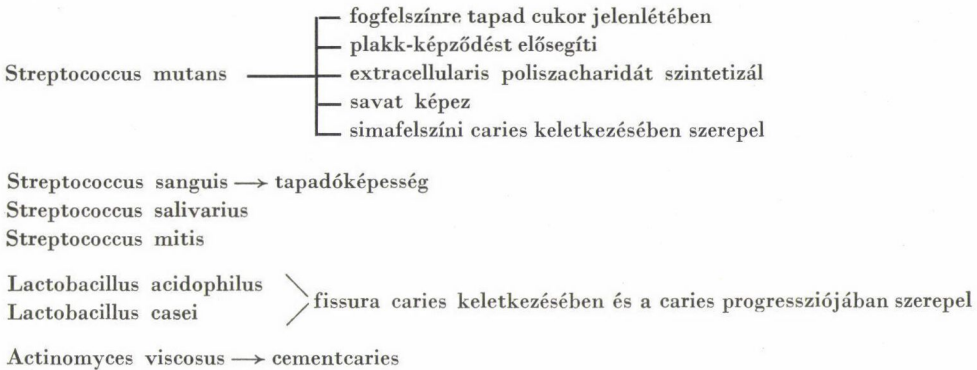 fogfelszínre tapad cukor jelenlétében
plakk-képződést elősegíti
Streptococcus mutans
extracellularis poliszacharidát szintetizál
savat képez
simafelszíni caries keletkezésében szerepel
Streptococcus sanguis → tapadóképesség
Streptococcus salivarius
Streptococcus mitis
Lactobacillus acidophilus
Lactobacillus casei
fissura caries keletkezésében és a caries progressziójában szerepel
Actinomyces viscosus → cementcaries